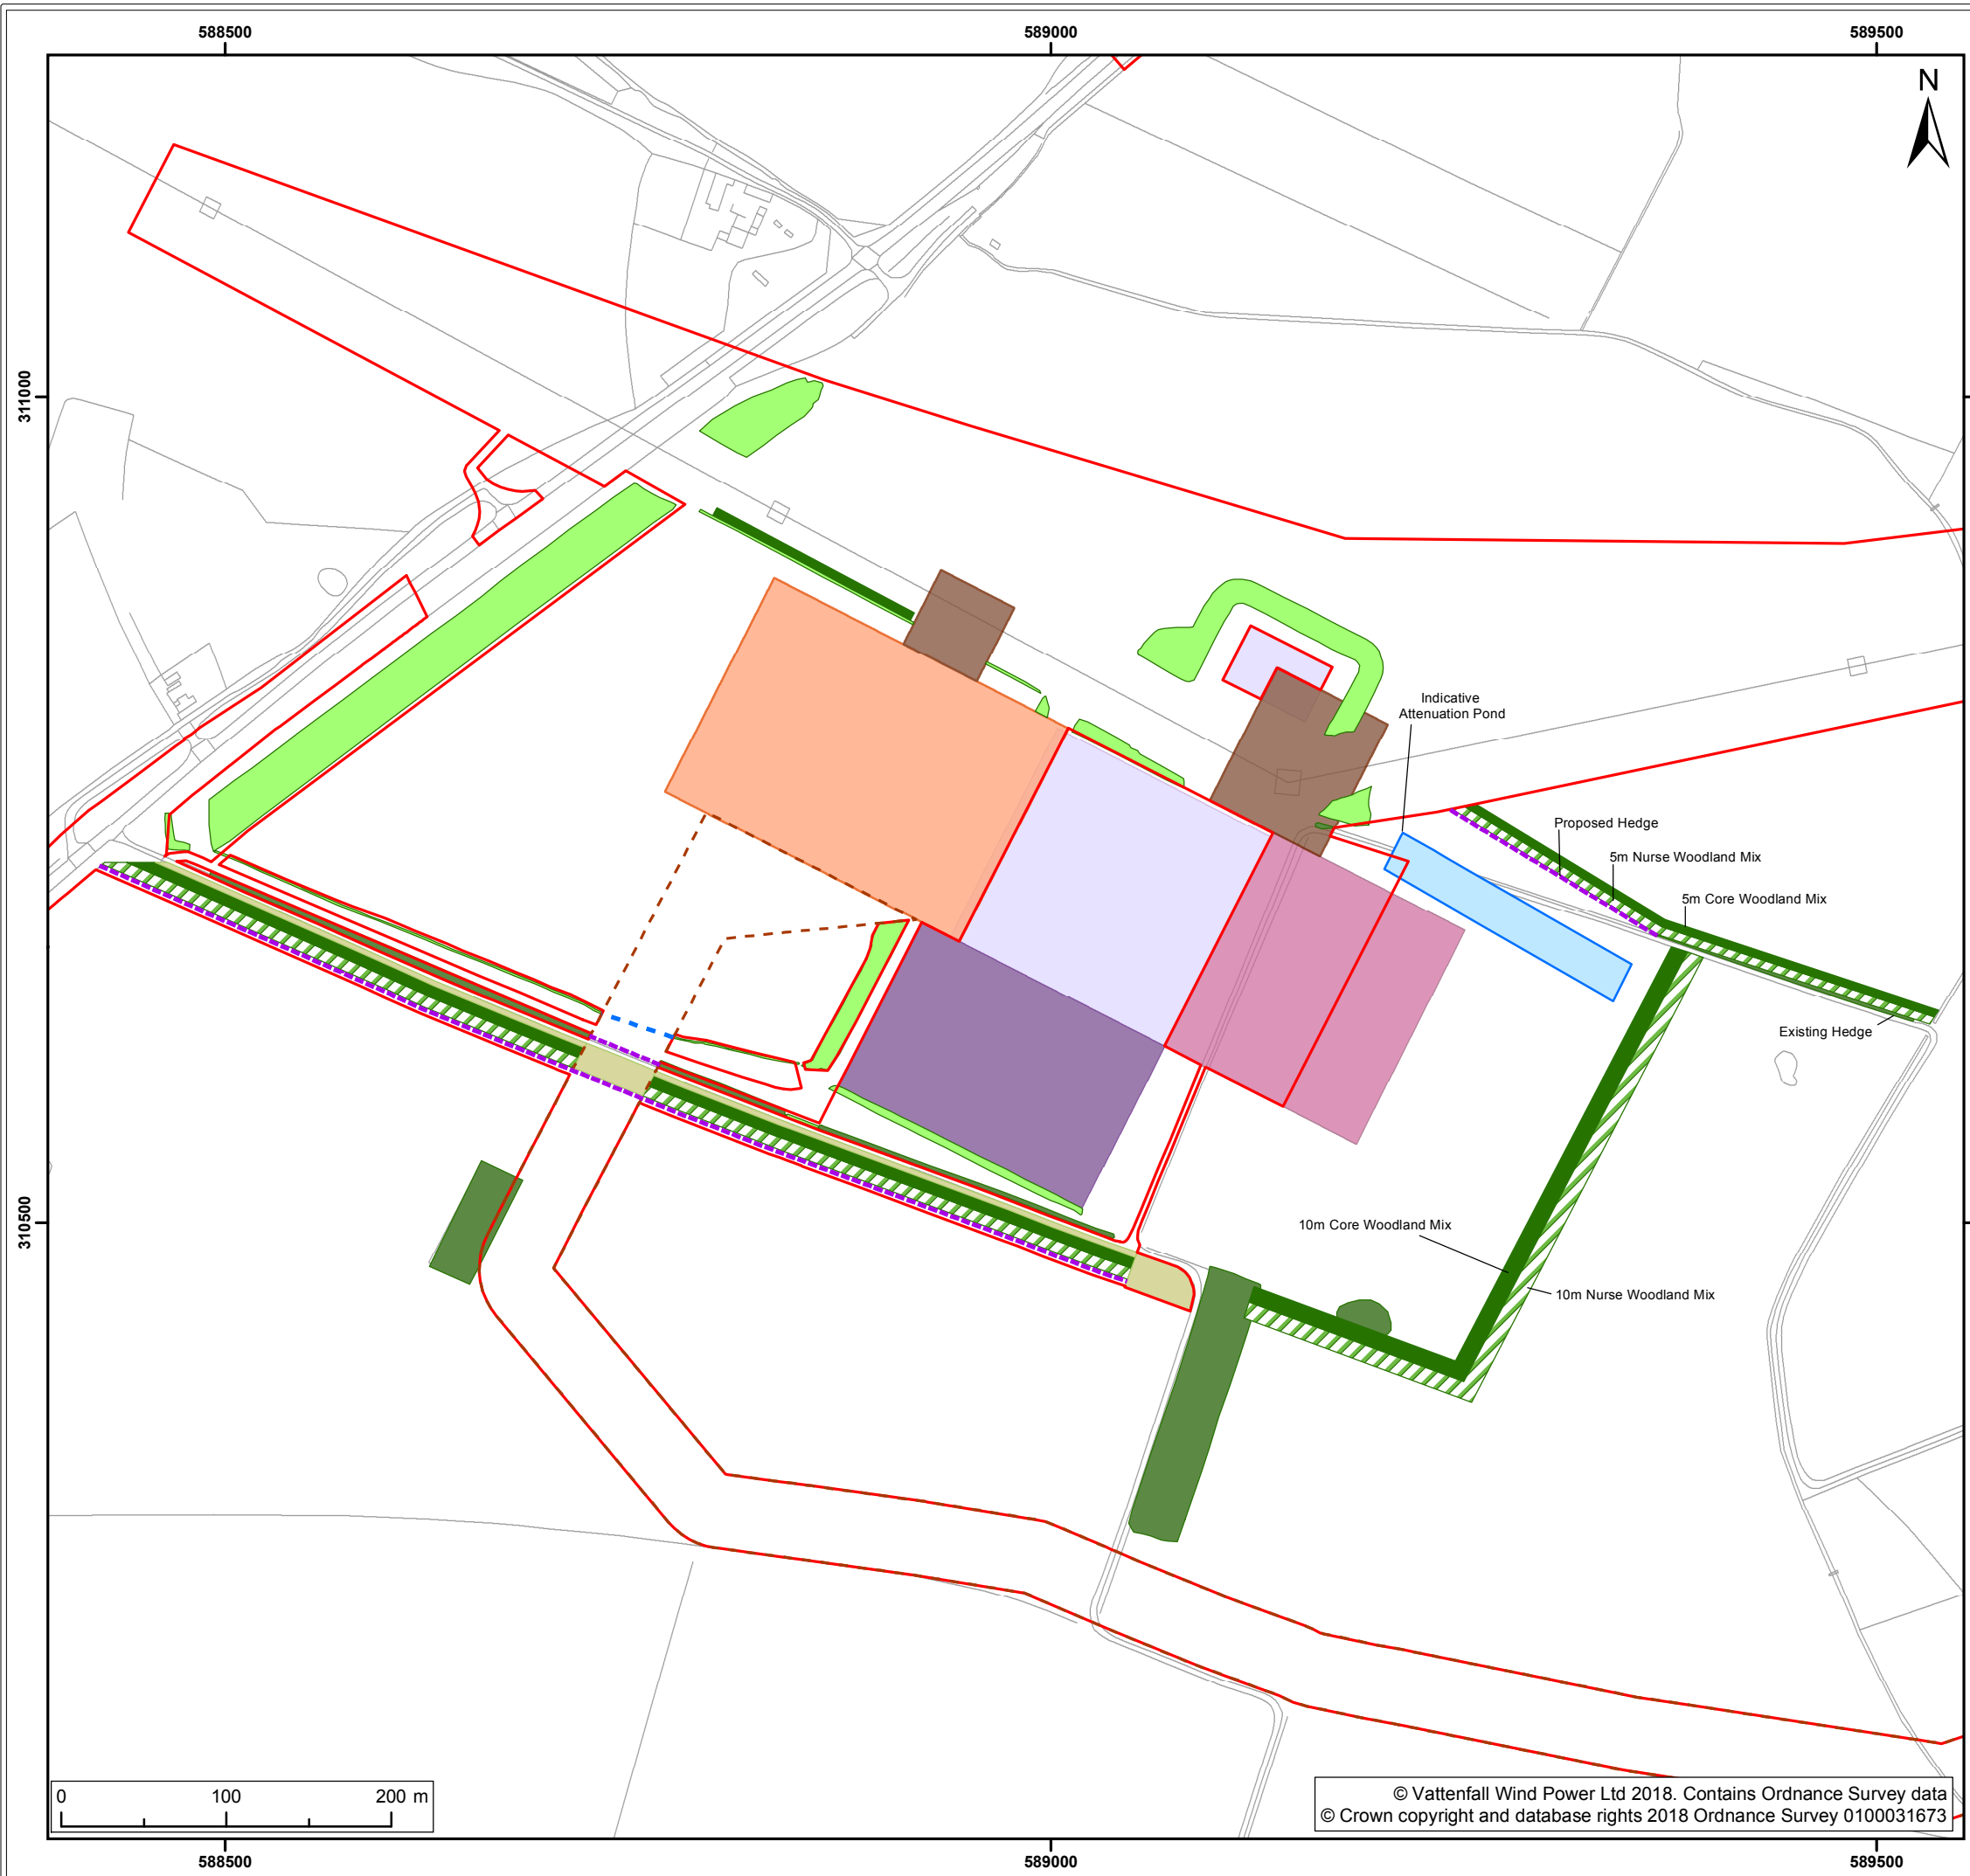 588500
589000
589500
N
311000
Indicative
Attenuation Pond
Proposed Hedge
5m Nurse Woodland Mix
5m Core Woodland Mix
Existing Hedge
310500
10m Core Woodland Mix
10m Nurse Woodland Mix
0 100 200 m
© Vattenfall Wind Power Ltd 2018. Contains Ordnance Survey data
© Crown copyright and database rights 2018 Ordnance Survey 0100031673
588500
589000
589500